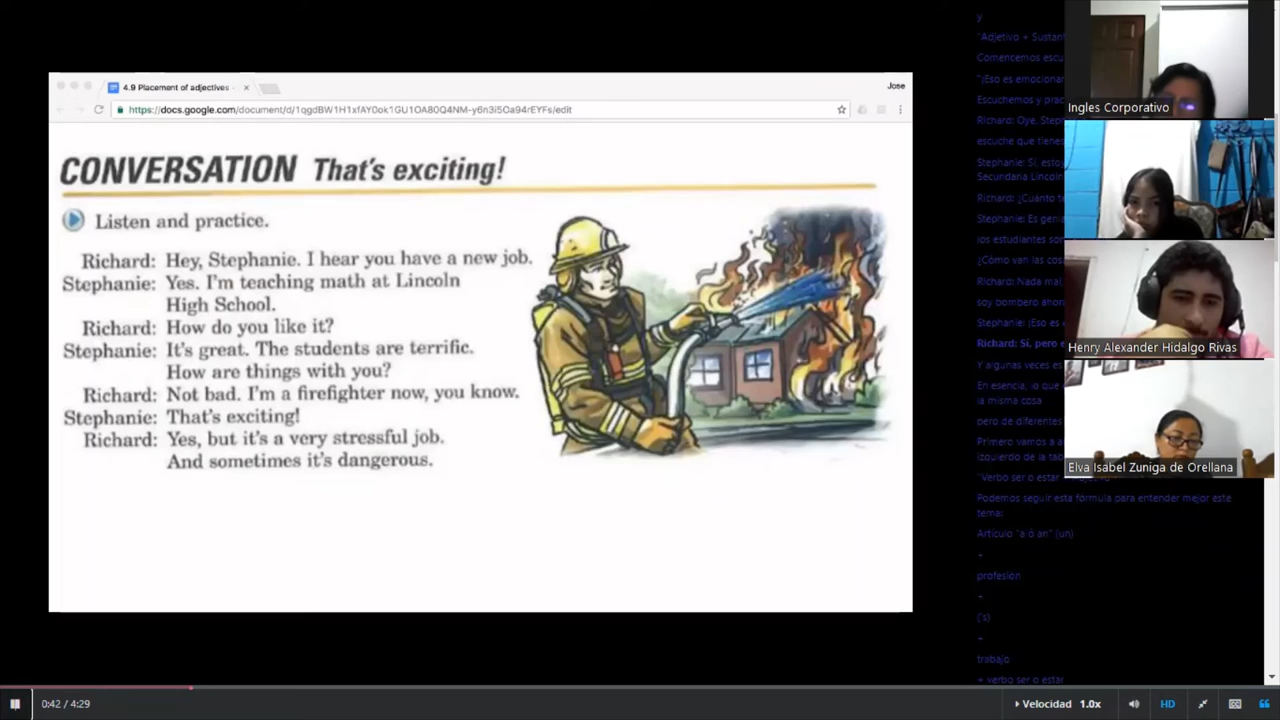 4.9 Placement of adjectives
Jose
https://docs.google.com/document/d/1qgdBW1H1xfAY0ok1GU1OA80Q4NM-y6n3i5Oa94rEYFs/edit
CONVERSATION That's exciting!
Listen and practice.
Richard: Hey, Stephanie. I hear you have a new job.
Stephanie: Yes. I'm teaching math at Lincoln
High School.
Richard: How do you like it?
Stephanie: It's great. The students are terrific.
How are things with you?
Richard: Not bad. I'm a firefighter now, you know.
Stephanie: That's exciting!
Richard: Yes, but it's a very stressful job.
And sometimes it's dangerous.
y
"Adjetivo + Sustan
Comencemos escu
"¡Eso es emocionar
Escuchemos y prac
Richard: Oye, Steph
escuche que tienes
Stephanie: Sí, estoy
Secundaria Lincoln
Richard: ¿Cuánto te
Stephanie: Es genia
los estudiantes son
¿Cómo van las cosa
Richard: Nada mal,
soy bombero ahora
Stephanie: ¡Eso es
Richard: Sí, pero e
Y algunas veces es
En esencia, lo que
la misma cosa
pero de diferentes
Primero vamos a a
izquierdo de la tab
"Verbo ser o estar
Podemos seguir esta fórmula para entender mejor este
tema:
Artículo "a ó an" (un)
+
profesion
+
('s)
+
trabajo
+ verbo ser o estar
Ingles Corporativo
Henry Alexander Hidalgo Rivas
Elva Isabel Zuniga de Orellana
0:42 / 4:29
Velocidad 1.0x
HD
CC